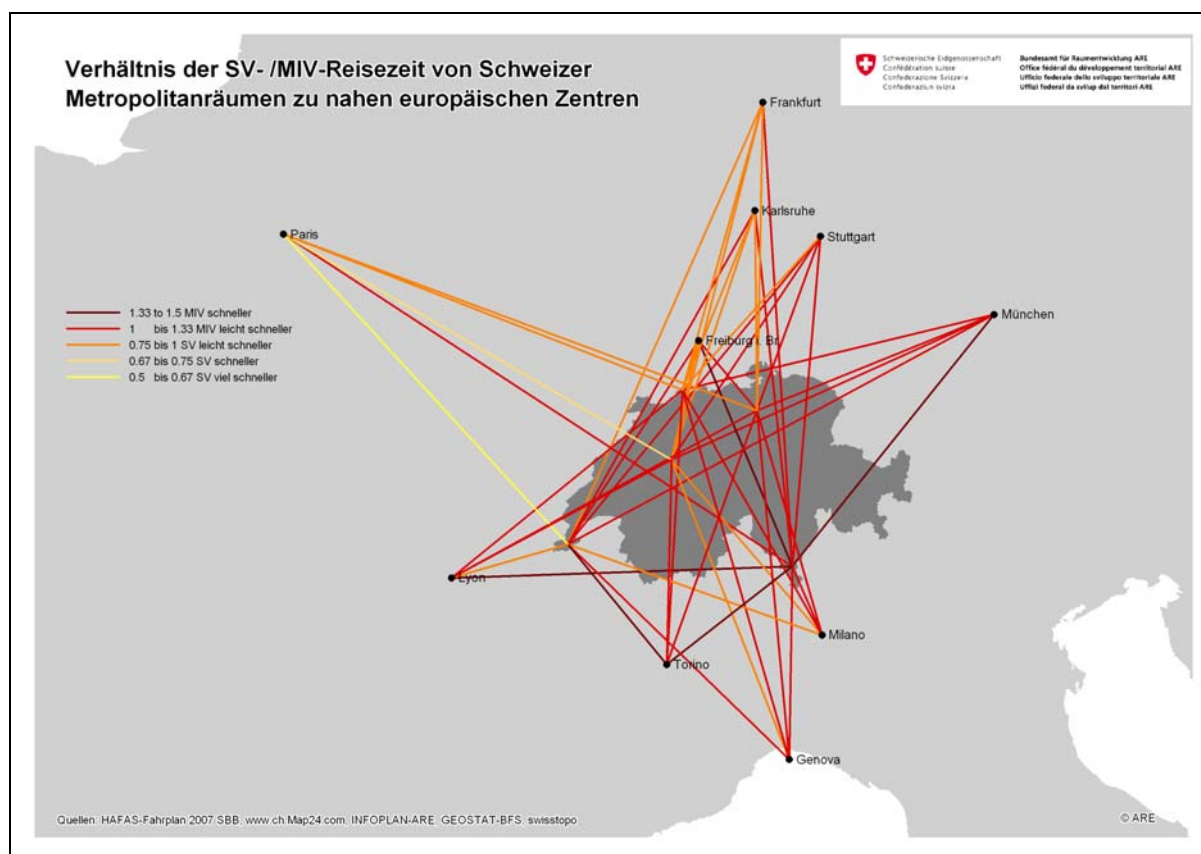 Verhältnis der SV- /MIV-Reisezeit von Schweizer
Metropolitanräumen zu nahen europäischen Zentren
Schweizerische Eidgenossenschaft
Confédération suisse
Confederazione Svizzera
Confederaziun svizra
Bundesamt für Raumentwicklung ARE
Office fédéral du développement territorial ARE
Ufficio federale dello sviluppo territoriale ARE
Uffizi federal da svilup dal territori ARE
Frankfurt
Karlsruhe
Paris
Stuttgart
1.33 to 1.5 MIV schneller
1 bis 1.33 MIV leicht schneller
0.75 bis 1 SV leicht schneller
0.67 bis 0.75 SV schneller
0.5 bis 0.67 SV viel schneller
München
Freiburg i. Br.
Lyon
Milano
Torino
Genova
Quellen: HAFAS-Fahrplan 2007 SBB, www.ch.Map24.com, INFOPLAN-ARE, GEOSTAT-BFS, swisstopo
© ARE